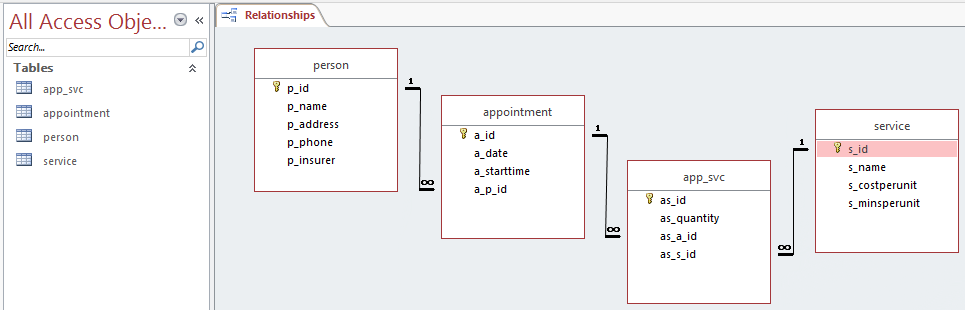 All Access Obje...
«
Search...
Tables
app_svc
appointment
person
service
Relationships
person
p_id
p_name
p_address
p_phone
p_insurer
1
∞
appointment
a_id
a_date
a_starttime
a_p_id
1
∞
app_svc
as_id
as_quantity
as_a_id
as_s_id
1
∞
service
s_id
s_name
s_costperunit
s_minsperunit